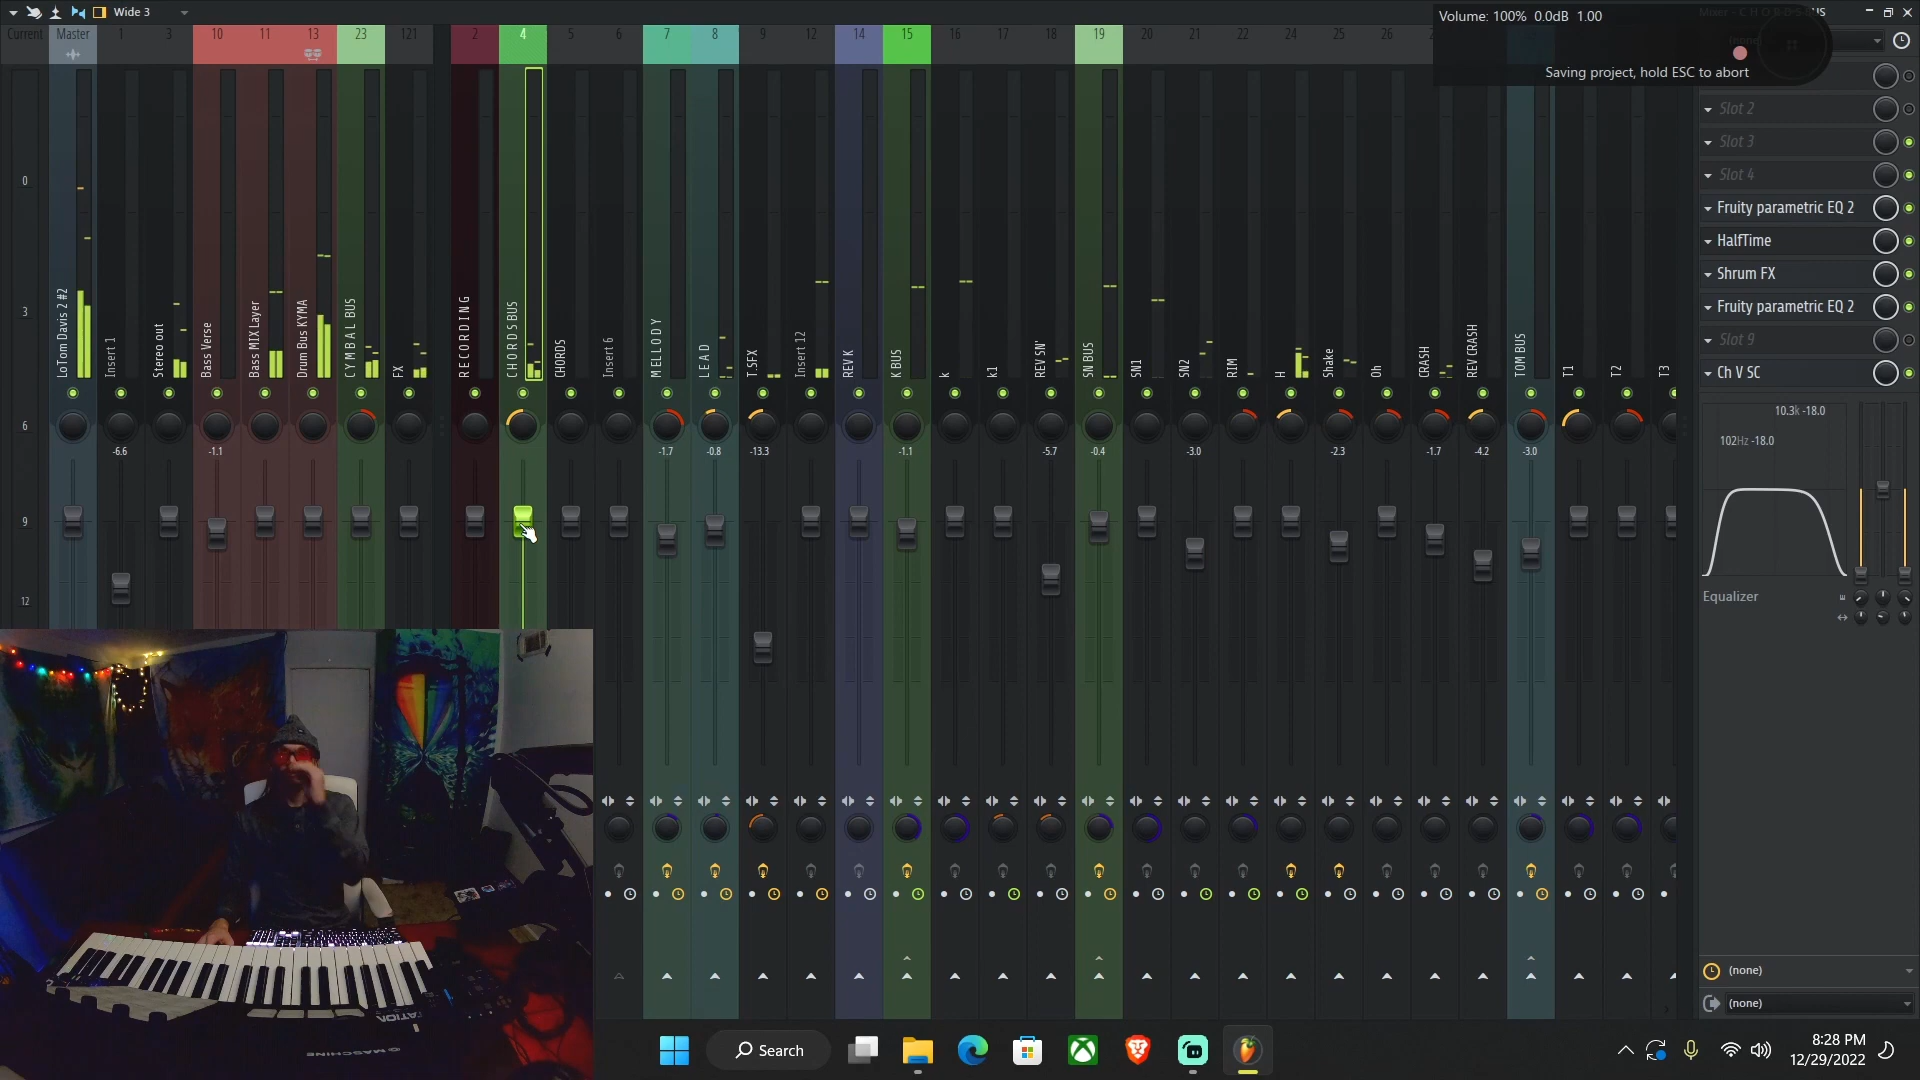 Wide 3
Volume: 100% 0.0dB 1.00
Saving project, hold ESC to abort
Current Master 1 3 10 11 13 23 121 2 4 5 6 7 8 9 12 14 15 16 17 18 19 20 21 22 24 25 26
(none)
Slot 2
Slot 3
Slot 4
Fruity parametric EQ 2
HalfTime
Shrum FX
Fruity parametric EQ 2
Slot 9
Ch V SC
0
3
6
9
12
LoTom Davis 2 #2
Insert 1
Stereo out
Bass Verse
Bass MIX Layer
Drum Bus KYMA
C Y M B A L BUS
FX
R E C O R D I N G
C H O R D S BUS
CHORDS
Insert 6
M E L L O D Y
L E A D
T.SFX
Insert 12
REV K
K BUS
k
k1
REV SN'
SN BUS
SN1
SN2
RIM
H
Shake
Oh
CRASH
REV CRASH
TOM BUS
T1
T2
T3
-6.6 -1.1 -1.7 -0.8 -13.3 -1.1 -5.7 -0.4 -3.0 -2.3 -1.7 -4.2 -3.0
10.3k -18.0
102Hz -18.0
Equalizer
(none)
(none)
MASCHINE
Search
8:28 PM
12/29/2022